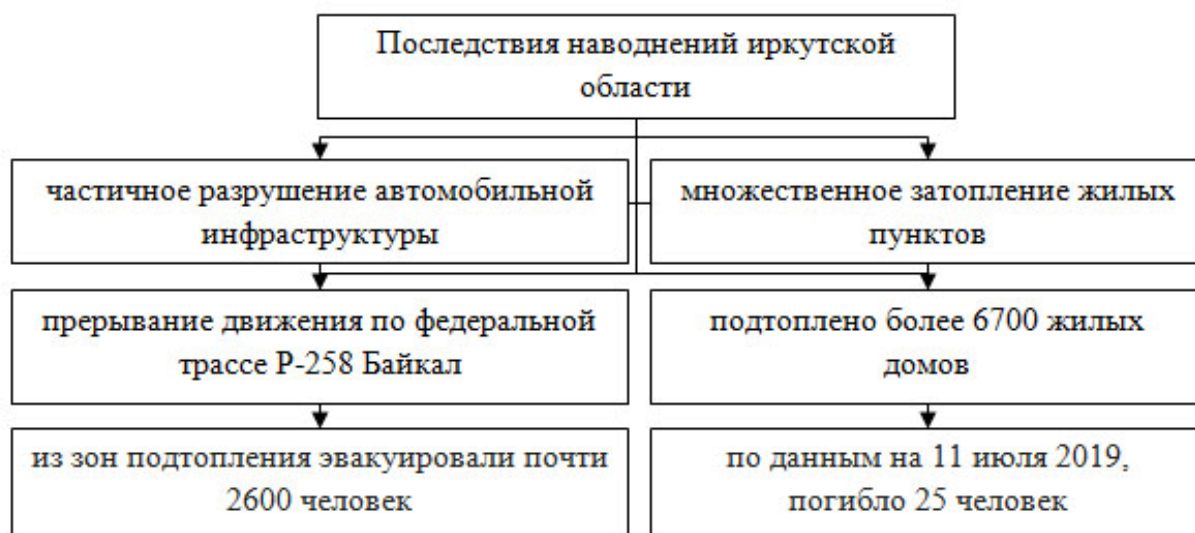 Последствия наводнений иркутской
области
частичное разрушение автомобильной
инфраструктуры
множественное затопление жилых
пунктов
прерывание движения по федеральной
трассе Р-258 Байкал
подтоплено более 6700 жилых
домов
из зон подтопления эвакуировали почти
2600 человек
по данным на 11 июля 2019,
погибло 25 человек